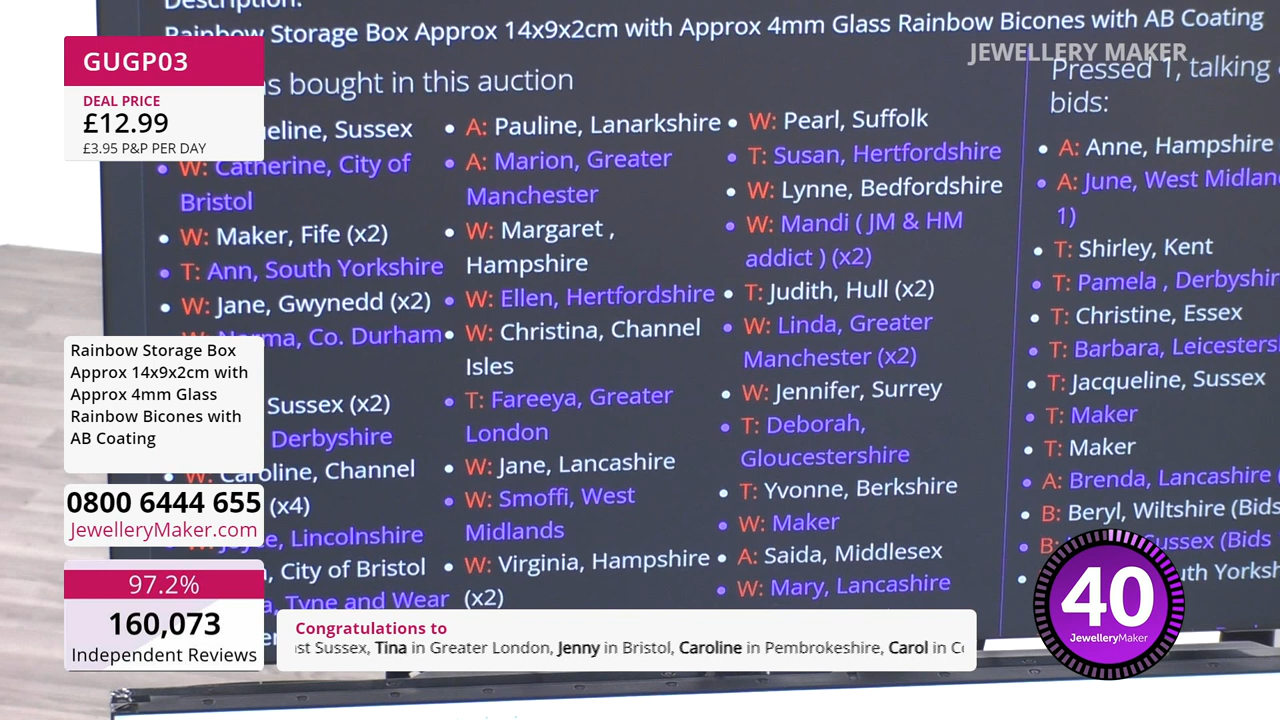 Description:
Rainbow Storage Box Approx 14x9x2cm with Approx 4mm Glass Rainbow Bicones with AB Coating
JEWELLERY MAKER
GUGP03
DEAL PRICE
£12.99
£3.95 P&P PER DAY
bought in this auction
Sussex
W: Catherine, City of
Bristol
W: Maker, Fife (x2)
T: Ann, South Yorkshire
W: Jane, Gwynedd (x2)
Co. Durham
Sussex (x2)
Derbyshire
W: Caroline, Channel
(x4)
Lincolnshire
City of Bristol
Tyne and Wear
A: Pauline, Lanarkshire
A: Marion, Greater
Manchester
W: Margaret ,
Hampshire
W: Ellen, Hertfordshire
W: Christina, Channel
Isles
T: Fareeya, Greater
London
W: Jane, Lancashire
W: Smoffi, West
Midlands
W: Virginia, Hampshire
(x2)
W: Pearl, Suffolk
T: Susan, Hertfordshire
W: Lynne, Bedfordshire
W: Mandi ( JM & HM
addict ) (x2)
T: Judith, Hull (x2)
W: Linda, Greater
Manchester (x2)
W: Jennifer, Surrey
T: Deborah,
Gloucestershire
T: Yvonne, Berkshire
W: Maker
A: Saida, Middlesex
W: Mary, Lancashire
Pressed 1, talking
bids:
A: Anne, Hampshire
A: June, West Midlan
1)
T: Shirley, Kent
T: Pamela , Derbyshir
T: Christine, Essex
T: Barbara, Leicesters
T: Jacqueline, Sussex
T: Maker
T: Maker
A: Brenda, Lancashire (
B: Beryl, Wiltshire (Bids
B: Sussex (Bids
uth Yorksh
Rainbow Storage Box
Approx 14x9x2cm with
Approx 4mm Glass
Rainbow Bicones with
AB Coating
0800 6444 655
JewelleryMaker.com
97.2%
160,073
Independent Reviews
Congratulations to
st Sussex, Tina in Greater London, Jenny in Bristol, Caroline in Pembrokeshire, Carol in Co
40
JewelleryMaker